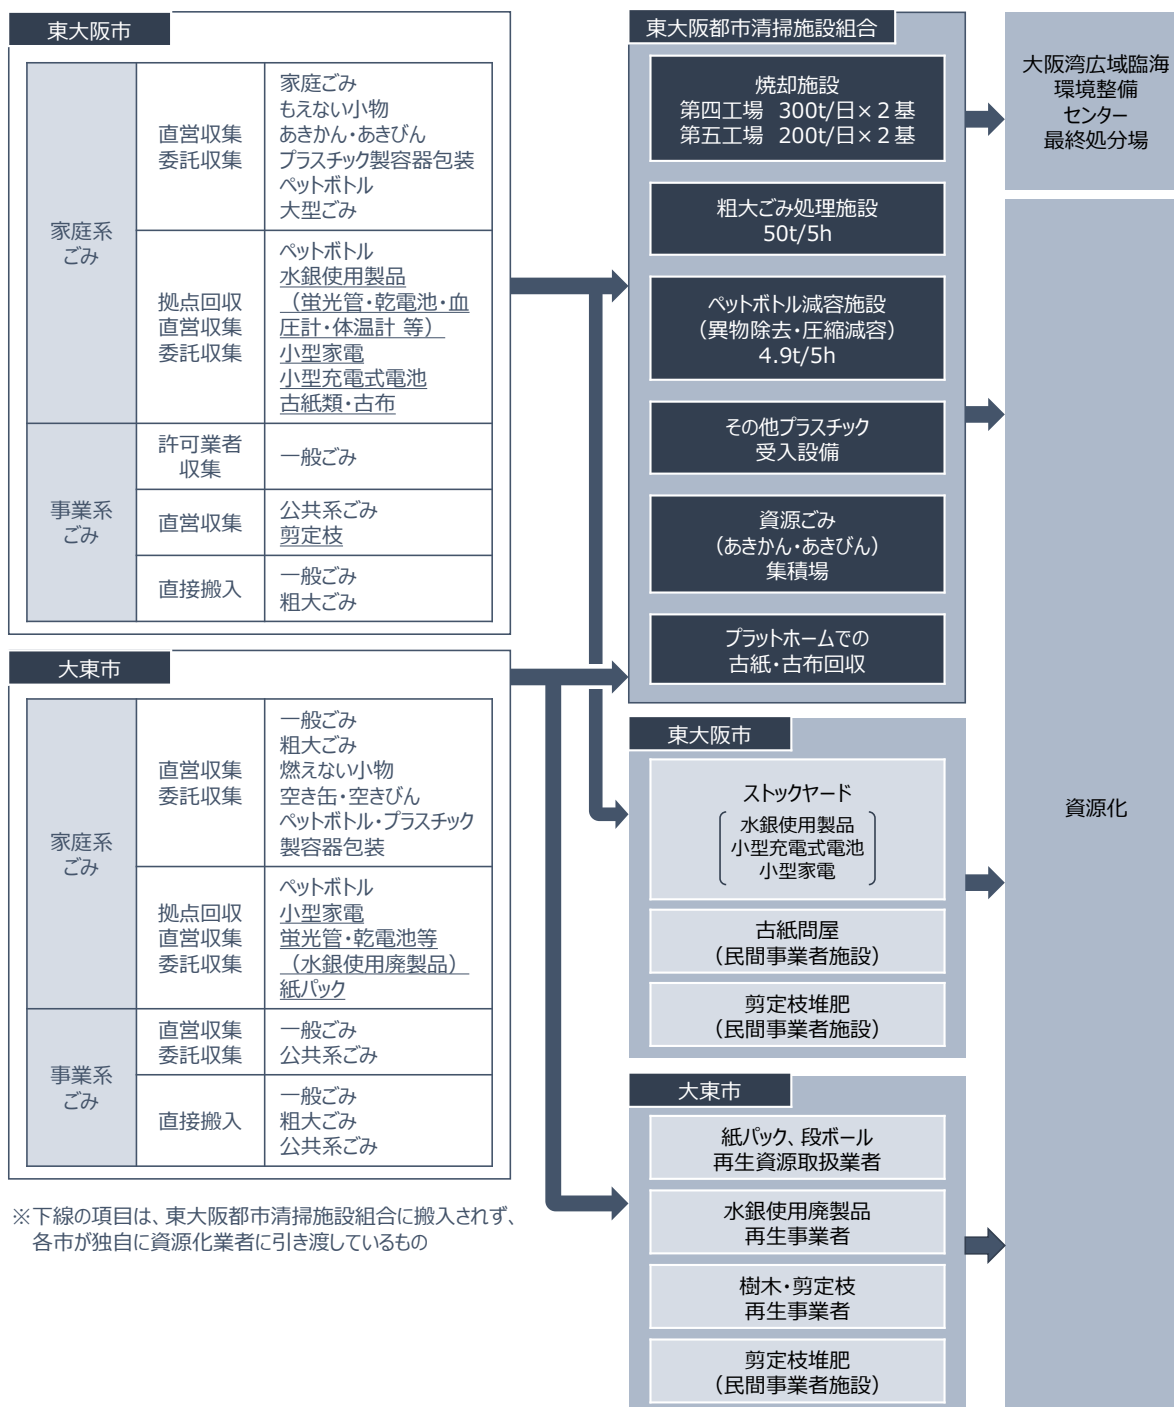 東大阪市
家庭系
ごみ
直営収集
委託収集
家庭ごみ
もえない小物
あきかん・あきびん
プラスチック製容器包装
ペットボトル
大型ごみ
拠点回収
直営収集
委託収集
ペットボトル
水銀使用製品
(蛍光管・乾電池・血
圧計・体温計 等)
小型家電
小型充電式電池
古紙類・古布
事業系
ごみ
許可業者
収集
一般ごみ
直営収集
公共系ごみ
剪定枝
直接搬入
一般ごみ
粗大ごみ
大東市
家庭系
ごみ
直営収集
委託収集
一般ごみ
粗大ごみ
燃えない小物
空き缶・空きびん
ペットボトル・プラスチック
製容器包装
拠点回収
直営収集
委託収集
ペットボトル
小型家電
蛍光管・乾電池等
(水銀使用廃製品)
紙パック
事業系
ごみ
直営収集
委託収集
一般ごみ
公共系ごみ
直接搬入
一般ごみ
粗大ごみ
公共系ごみ
※下線の項目は、東大阪都市清掃施設組合に搬入されず、
各市が独自に資源化業者に引き渡しているもの
東大阪都市清掃施設組合
焼却施設
第四工場 300t/日×2基
第五工場 200t/日×2基
粗大ごみ処理施設
50t/5h
ペットボトル減容施設
(異物除去・圧縮減容)
4.9t/5h
その他プラスチック
受入設備
資源ごみ
(あきかん・あきびん)
集積場
プラットホームでの
古紙・古布回収
東大阪市
ストックヤード
水銀使用製品
小型充電式電池
小型家電
古紙問屋
(民間事業者施設)
剪定枝堆肥
(民間事業者施設)
大東市
紙パック、段ボール
再生資源取扱業者
水銀使用廃製品
再生事業者
樹木・剪定枝
再生事業者
剪定枝堆肥
(民間事業者施設)
大阪湾広域臨海
環境整備
センター
最終処分場
資源化